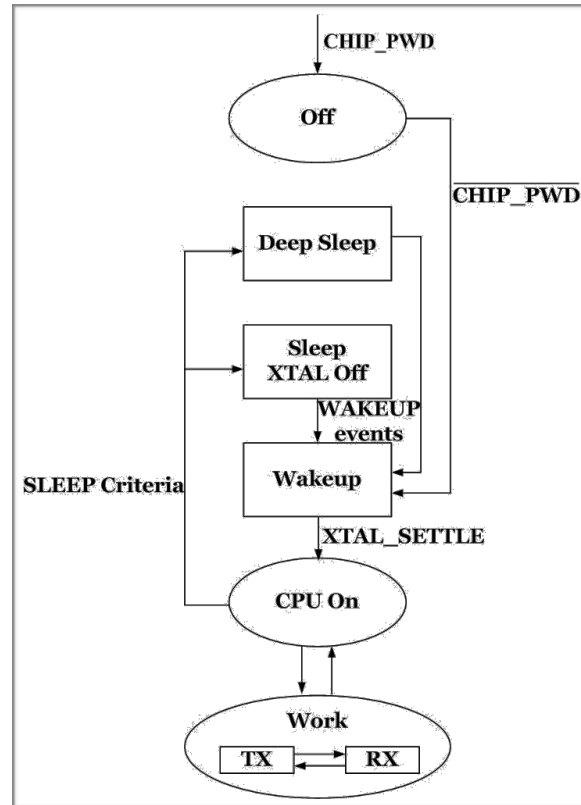 CHIP_PWD
Off
CHIP_PWD
Deep Sleep
Sleep
XTAL Off
WAKEUP
events
Wakeup
SLEEP Criteria
XTAL_SETTLE
CPU On
Work
TX
RX